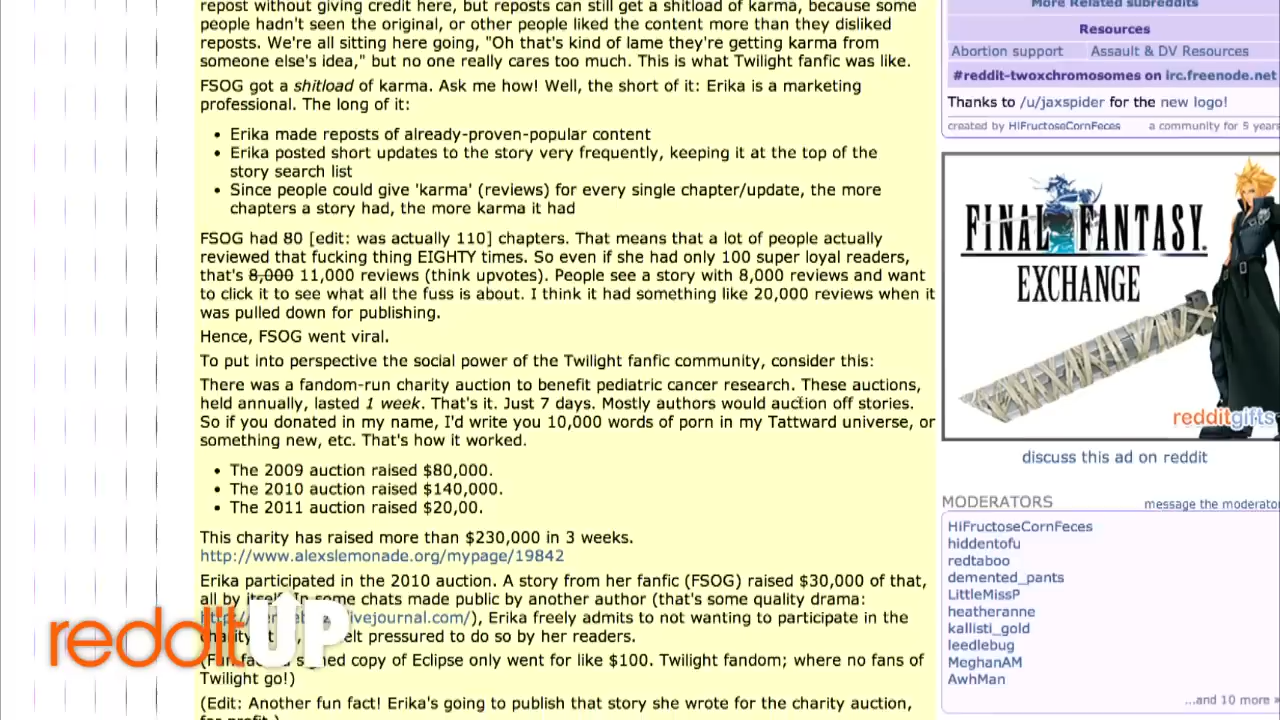 repost without giving credit here, but reposts can still get a shitload of karma, because some
people hadn't seen the original, or other people liked the content more than they disliked
reposts. We're all sitting here going, "Oh that's kind of lame they're getting karma from
someone else's idea," but no one really cares too much. This is what Twilight fanfic was like.
FSOG got a shitload of karma. Ask me how! Well, the short of it: Erika is a marketing
professional. The long of it:
• Erika made reposts of already-proven-popular content
• Erika posted short updates to the story very frequently, keeping it at the top of the
story search list
• Since people could give 'karma' (reviews) for every single chapter/update, the more
chapters a story had, the more karma it had
FSOG had 80 [edit: was actually 110] chapters. That means that a lot of people actually
reviewed that fucking thing EIGHTY times. So even if she had only 100 super loyal readers,
that's 8,000 11,000 reviews (think upvotes). People see a story with 8,000 reviews and want
to click it to see what all the fuss is about. I think it had something like 20,000 reviews when it
was pulled down for publishing.
Hence, FSOG went viral.
To put into perspective the social power of the Twilight fanfic community, consider this:
There was a fandom-run charity auction to benefit pediatric cancer research. These auctions,
held annually, lasted 1 week. That's it. Just 7 days. Mostly authors would auction off stories.
So if you donated in my name, I'd write you 10,000 words of porn in my Tattward universe, or
something new, etc. That's how it worked.
• The 2009 auction raised $80,000.
• The 2010 auction raised $140,000.
• The 2011 auction raised $20,00.
This charity has raised more than $230,000 in 3 weeks.
http://www.alexslemonade.org/mypage/19842
Erika participated in the 2010 auction. A story from her fanfic (FSOG) raised $30,000 of that,
all by itself. In some chats made public by another author (that's some quality drama:
livejournal.com/), Erika freely admits to not wanting to participate in the
felt pressured to do so by her readers.
signed copy of Eclipse only went for like $100. Twilight fandom; where no fans of
Twilight go!)
(Edit: Another fun fact! Erika's going to publish that story she wrote for the charity auction,
for profit.)
redditUP
More Related subreddits
Resources
Abortion support Assault & DV Resources
#reddit-twoxchromosomes on irc.freenode.net
Thanks to /u/jaxspider for the new logo!
created by HiFructoseCornFeces a community for 5 years
FINAL FANTASY.
EXCHANGE
redditgifts
discuss this ad on reddit
MODERATORS message the moderato
HiFructoseCornFeces
hiddentofu
redtaboo
demented_pants
LittleMissP
heatheranne
kallisti_gold
leedlebug
MeghanAM
AwhMan
...and 10 more »